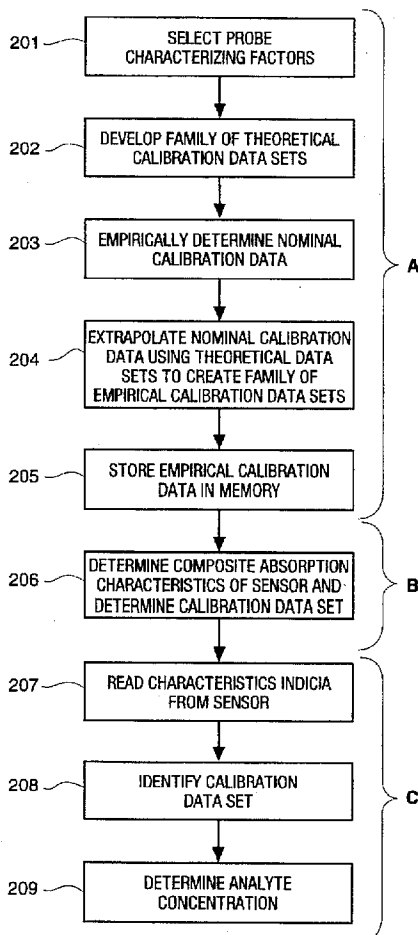 201
SELECT PROBE
CHARACTERIZING FACTORS
202
DEVELOP FAMILY OF THEORETICAL
CALIBRATION DATA SETS
203
EMPIRICALLY DETERMINE NOMINAL
CALIBRATION DATA
A
204
EXTRAPOLATE NOMINAL CALIBRATION
DATA USING THEORETICAL DATA
SETS TO CREATE FAMILY OF
EMPIRICAL CALIBRATION DATA SETS
205
STORE EMPIRICAL CALIBRATION
DATA IN MEMORY
206
DETERMINE COMPOSITE ABSORPTION
CHARACTERISTICS OF SENSOR AND
DETERMINE CALIBRATION DATA SET
B
207
READ CHARACTERISTICS INDICIA
FROM SENSOR
208
IDENTIFY CALIBRATION
DATA SET
C
209
DETERMINE ANALYTE
CONCENTRATION